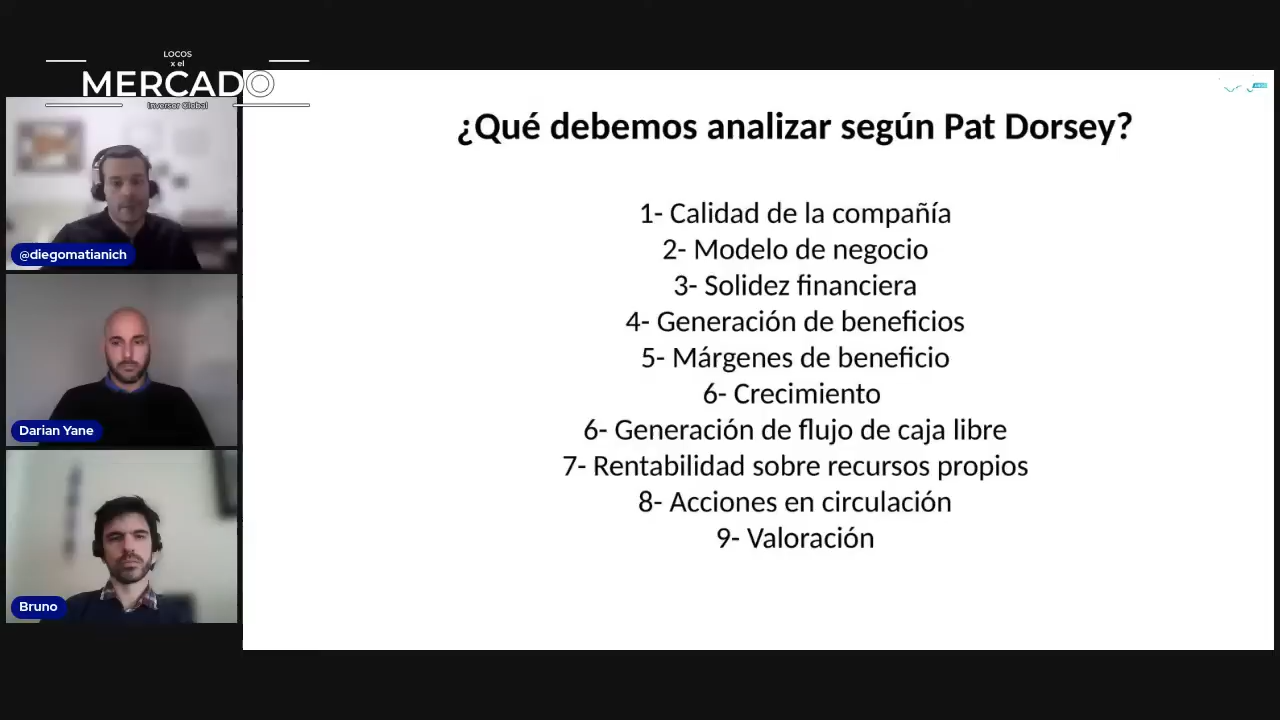 LOCOS
x el
MERCADO
Inversor Global
@diegomatianich
Darian Yane
Bruno
¿Qué debemos analizar según Pat Dorsey?
1- Calidad de la compañía
2- Modelo de negocio
3- Solidez financiera
4- Generación de beneficios
5- Márgenes de beneficio
6- Crecimiento
6- Generación de flujo de caja libre
7- Rentabilidad sobre recursos propios
8- Acciones en circulación
9- Valoración